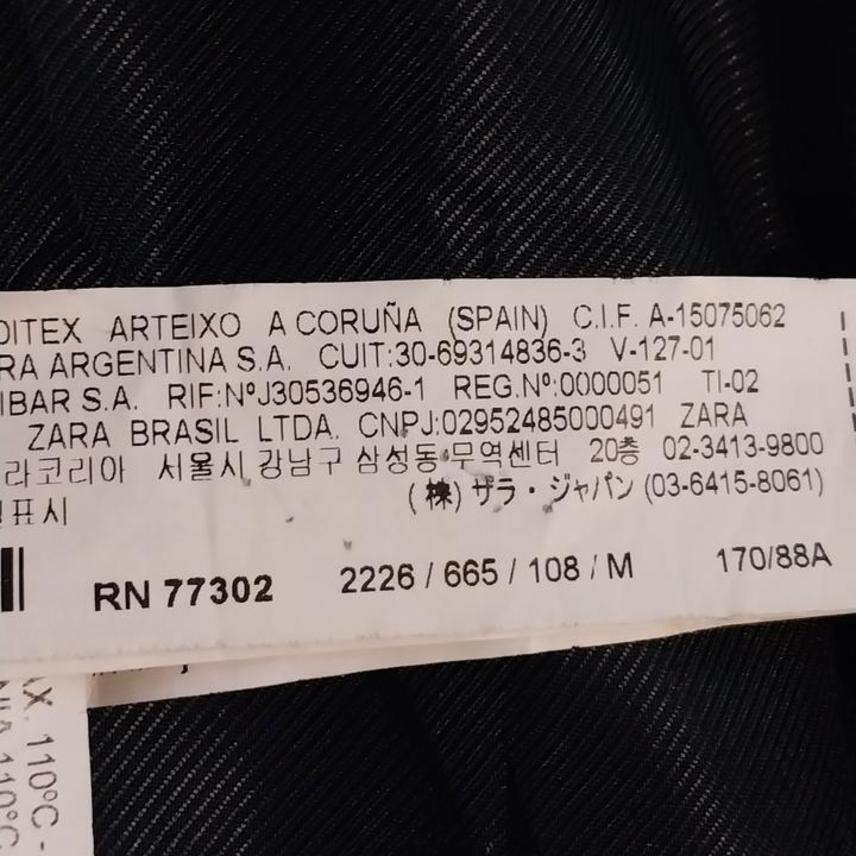 DITEX ARTEIXO A CORUÑA (SPAIN) C.I.F. A-15075062
RA ARGENTINA S.A. CUIT:30-69314836-3 V-127-01
IBAR S.A. RIF:NºJ30536946-1 REG.Nº:0000051 TI-02
ZARA BRASIL LTDA. CNPJ:02952485000491 ZARA
라코리아 서울시 강남구 삼성동 무역센터 20층 02-3413-9800
(株) ザラ・ジャパン (03-6415-8061)
표시
RN 77302 2226 / 665 / 108 / M 170/88A
AX. 110ºC -
110ºC